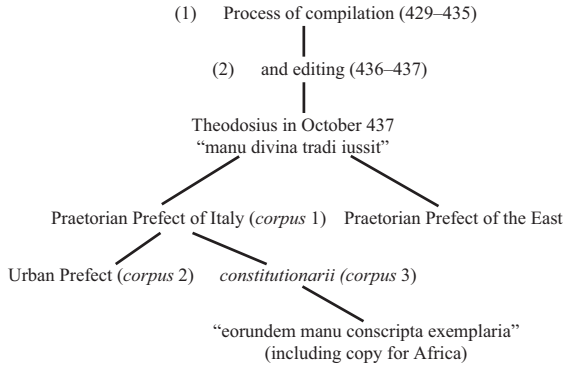 (1) Process of compilation (429–435)
(2) and editing (436–437)
Theodosius in October 437
“manu divina tradi iussit”
Praetorian Prefect of Italy (corpus 1) Praetorian Prefect of the East
Urban Prefect (corpus 2) constitutionarii (corpus 3)
“eorundem manu conscripta exemplaria”
(including copy for Africa)